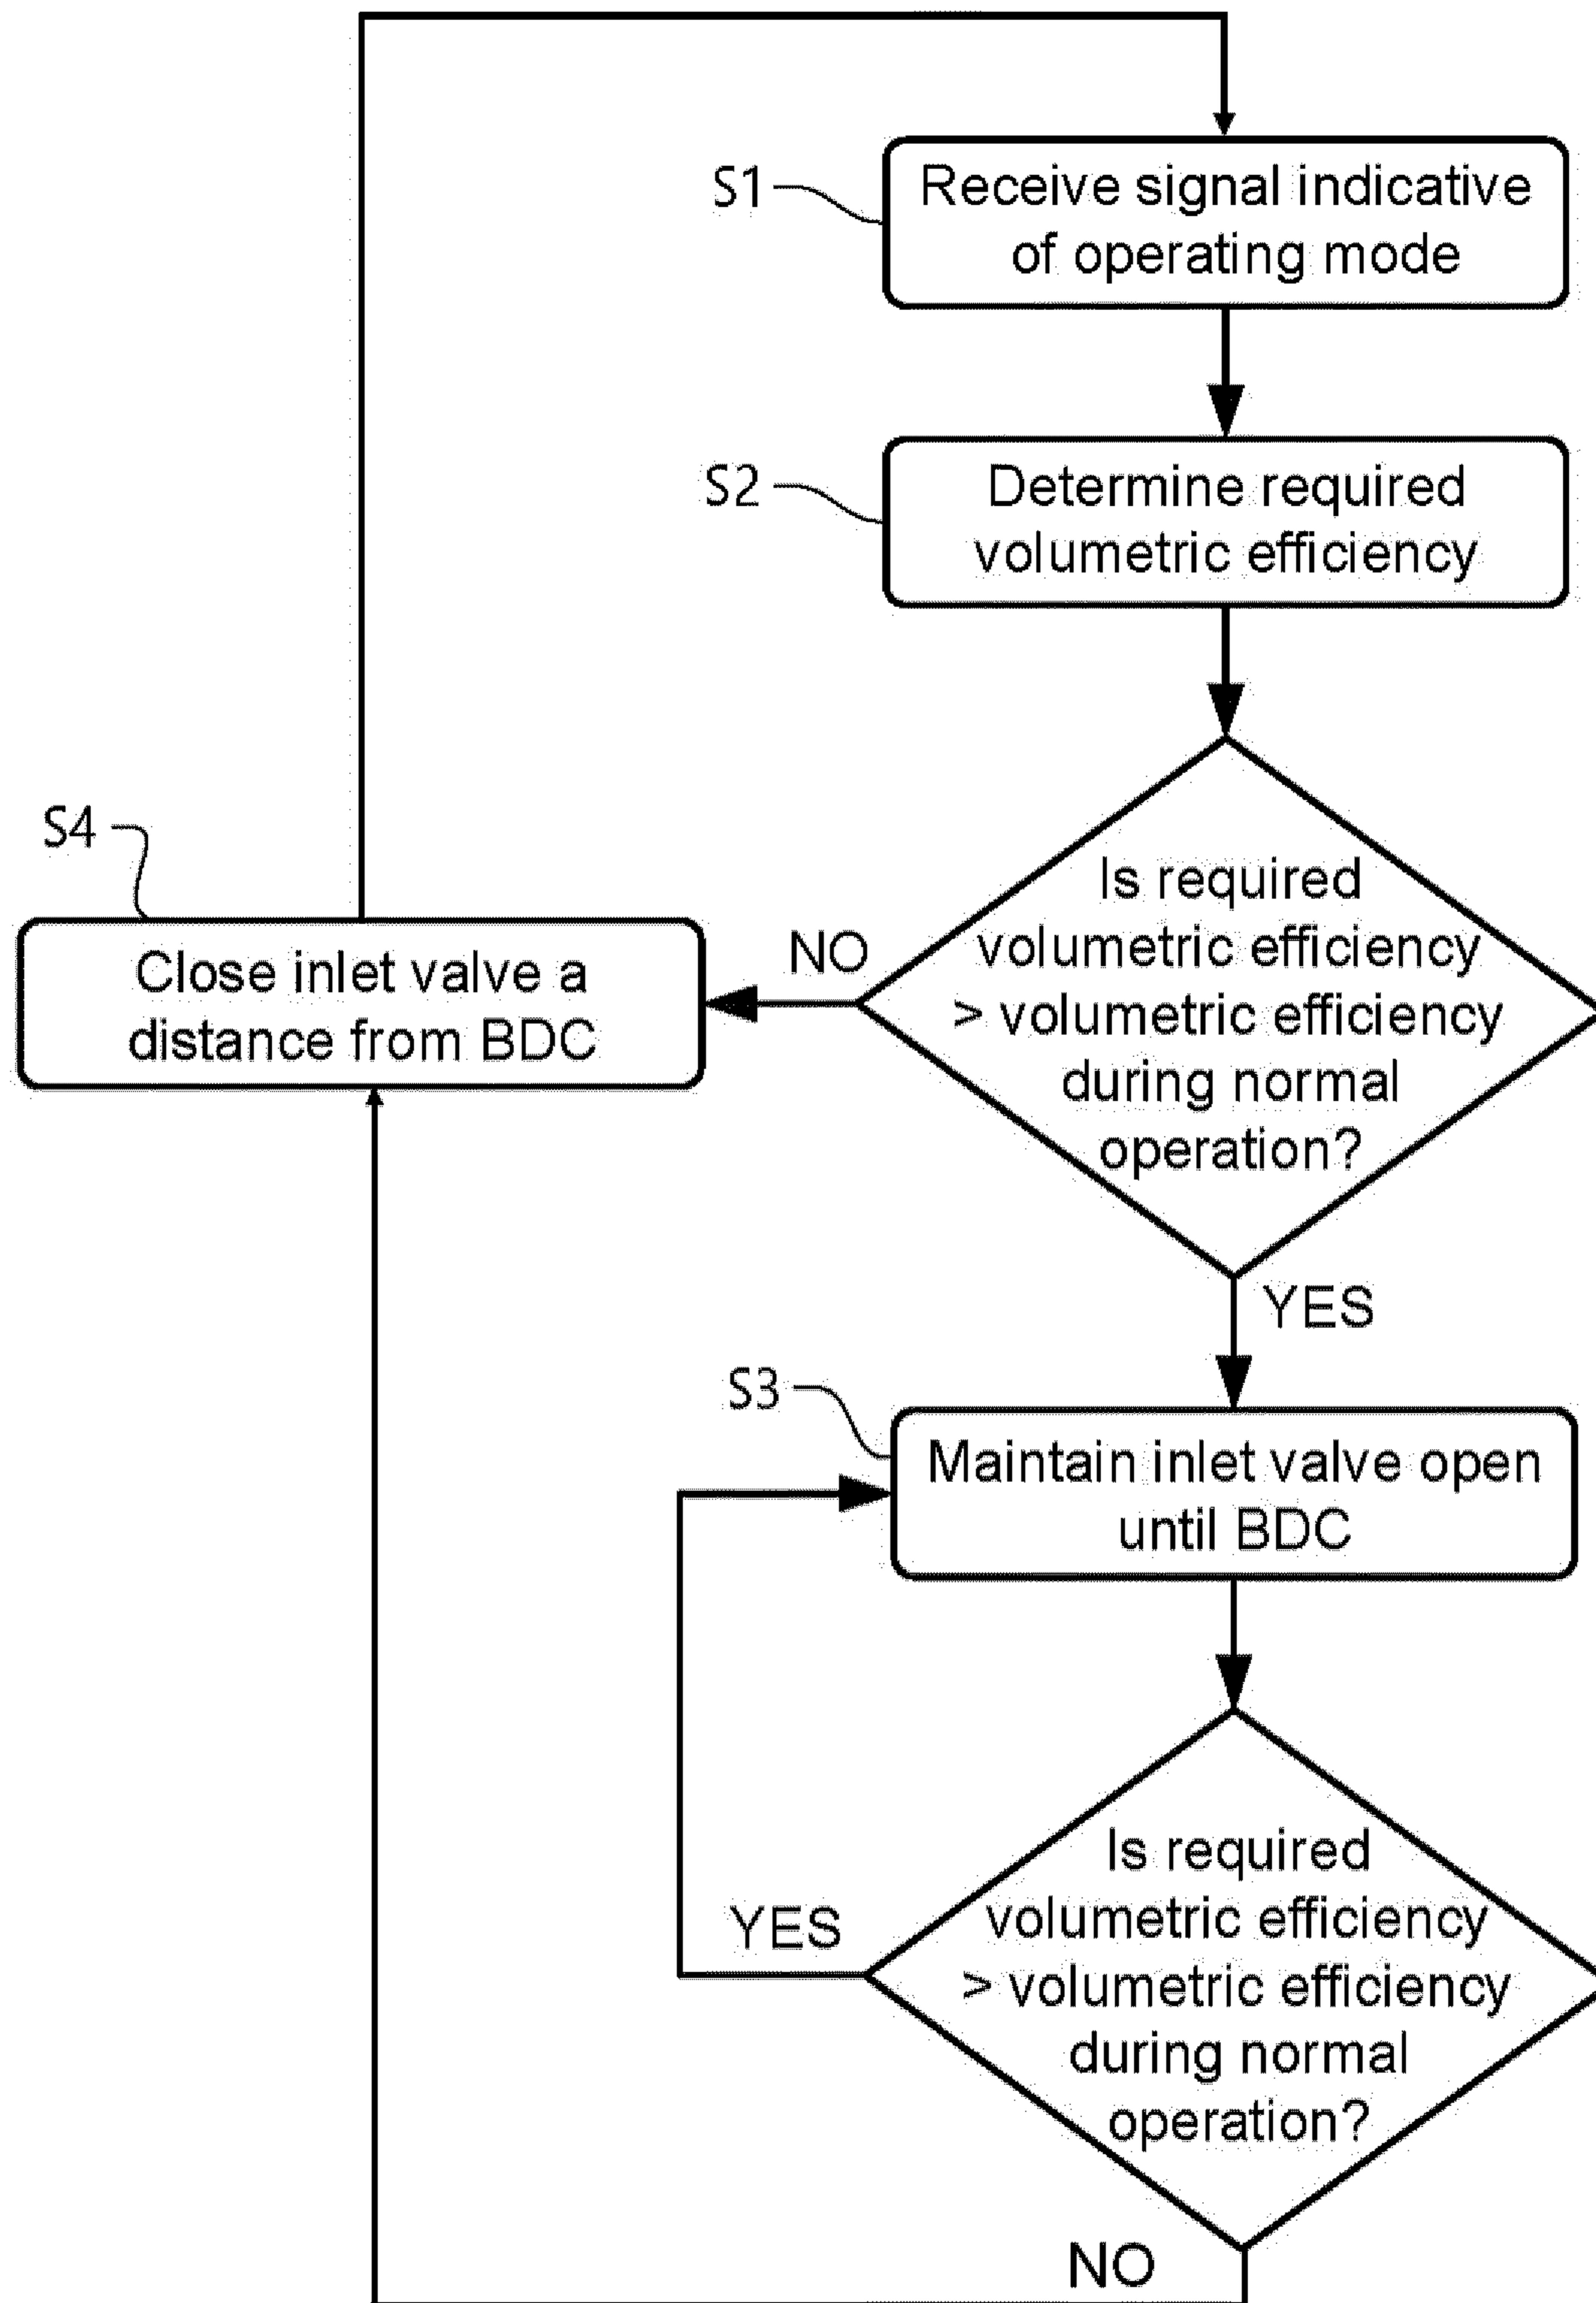 S1
Receive signal indicative
of operating mode
S2
Determine required
volumetric efficiency
Is required
volumetric efficiency
> volumetric efficiency
during normal
operation?
NO
S4
Close inlet valve a
distance from BDC
YES
S3
Maintain inlet valve open
until BDC
Is required
volumetric efficiency
> volumetric efficiency
during normal
operation?
YES
NO